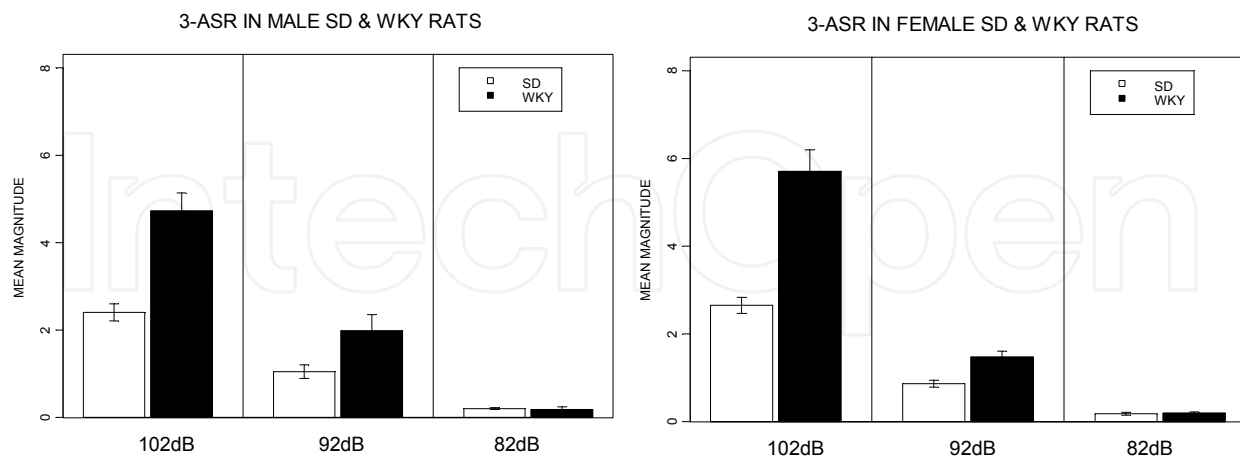 3-ASR IN MALE SD & WKY RATS
8
6
4
2
0
MEAN MAGNITUDE
SD
WKY
102dB
92dB
82dB
3-ASR IN FEMALE SD & WKY RATS
8
6
4
2
0
MEAN MAGNITUDE
SD
WKY
102dB
92dB
82dB
IntechOpen